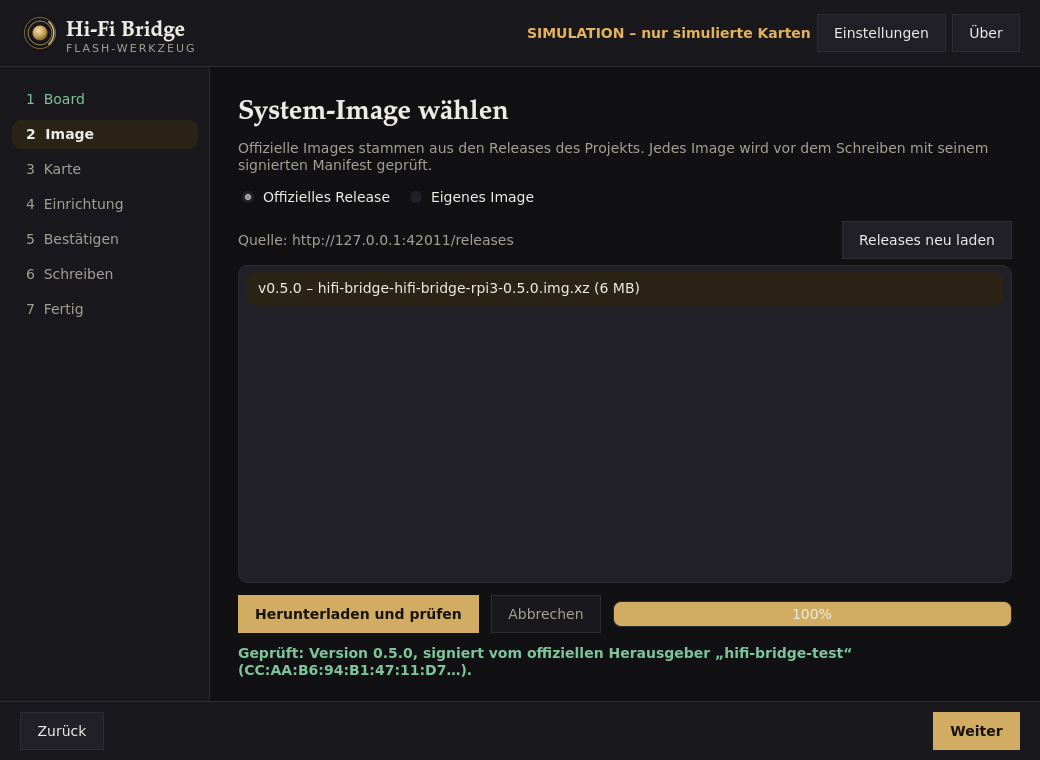 Hi-Fi Bridge
FLASH-WERKZEUG
SIMULATION – nur simulierte Karten
Einstellungen
Über
1 Board
2 Image
3 Karte
4 Einrichtung
5 Bestätigen
6 Schreiben
7 Fertig
System-Image wählen
Offizielle Images stammen aus den Releases des Projekts. Jedes Image wird vor dem Schreiben mit seinem
signierten Manifest geprüft.
Offizielles Release
Eigenes Image
Quelle: http://127.0.0.1:42011/releases
Releases neu laden
v0.5.0 – hifi-bridge-hifi-bridge-rpi3-0.5.0.img.xz (6 MB)
Herunterladen und prüfen
Abbrechen
100%
Geprüft: Version 0.5.0, signiert vom offiziellen Herausgeber „hifi-bridge-test“
(CC:AA:B6:94:B1:47:11:D7…).
Zurück
Weiter